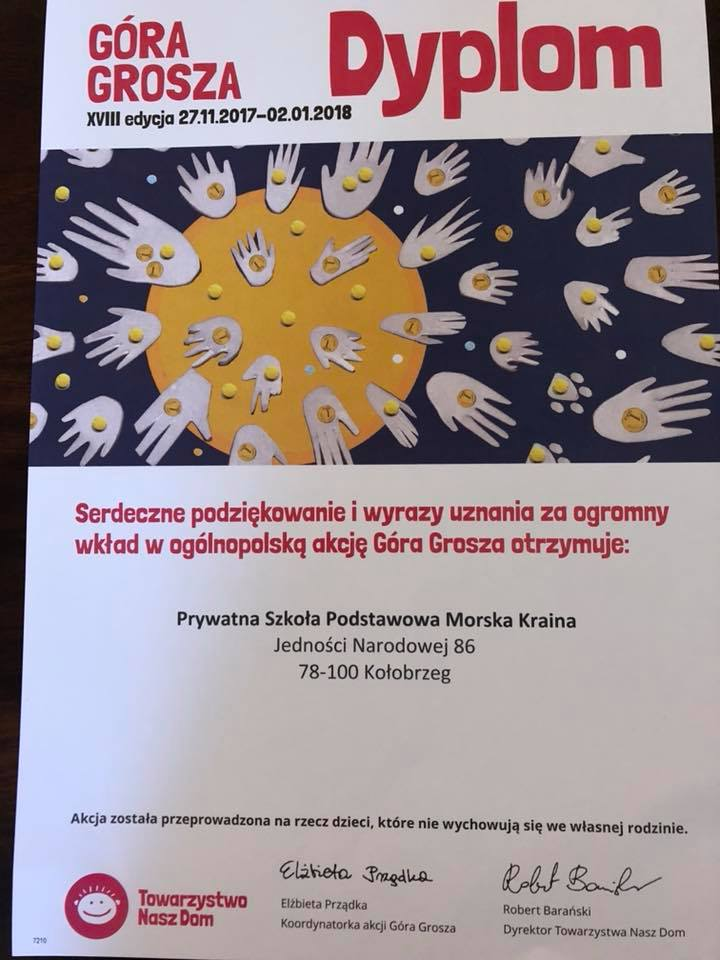 GÓRA
GROSZA
Dyplom
XVIII edycja 27.11.2017–02.01.2018
Serdeczne podziękowanie i wyrazy uznania za ogromny
wkład w ogólnopolską akcję Góra Grosza otrzymuje:
Prywatna Szkoła Podstawowa Morska Kraina
Jedności Narodowej 86
78-100 Kołobrzeg
Akcja została przeprowadzona na rzecz dzieci, które nie wychowują się we własnej rodzinie.
Towarzystwo
Nasz Dom
Elżbieta Prządka
Elżbieta Prządka
Koordynatorka akcji Góra Grosza
Robert Barański
Dyrektor Towarzystwa Nasz Dom
7210